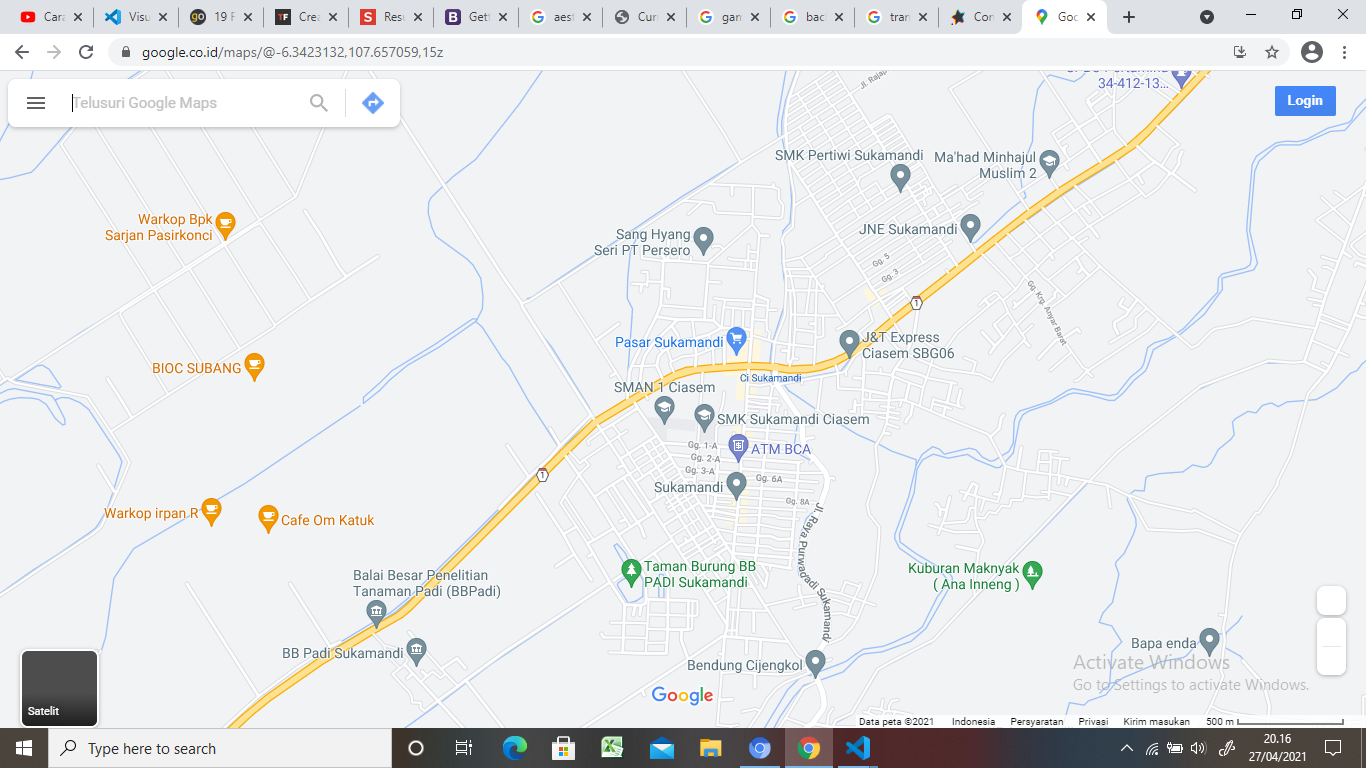 Cara
Visu
19 F
Crea
Resu
Gett
aest
Curr
gan
back
tran
Con
Goo
google.co.id/maps/@-6.3423132,107.657059,15z
Telusuri Google Maps
Login
34-412-13...
Jl. Rajaw
SMK Pertiwi Sukamandi
Ma'had Minhajul
Muslim 2
Warkop Bpk
Sarjan Pasirkonci
JNE Sukamandi
Sang Hyang
Seri PT Persero
Gg. 5
Gg. 3
Gg. Krg. Anyar Barat
1
Pasar Sukamandi
J&T Express
Ciasem SBG06
BIOC SUBANG
Ci Sukamandi
SMAN 1 Ciasem
SMK Sukamandi Ciasem
Gg. 1-A
Gg. 2-A
ATM BCA
Gg. 3-A
1
Gg. 6A
Sukamandi
Gg. 8A
Warkop irpan R
Cafe Om Katuk
Jl. Raya Purwadadi Sukamandi
Taman Burung BB
PADI Sukamandi
Kuburan Maknyak
( Ana Inneng )
Balai Besar Penelitian
Tanaman Padi (BBPadi)
BB Padi Sukamandi
Bapa enda
Bendung Cijengkol
Activate Windows
Go to Settings to activate Windows.
Google
Satelit
Data peta ©2021 Indonesia Persyaratan Privasi Kirim masukan 500 m
Type here to search
20.16
27/04/2021